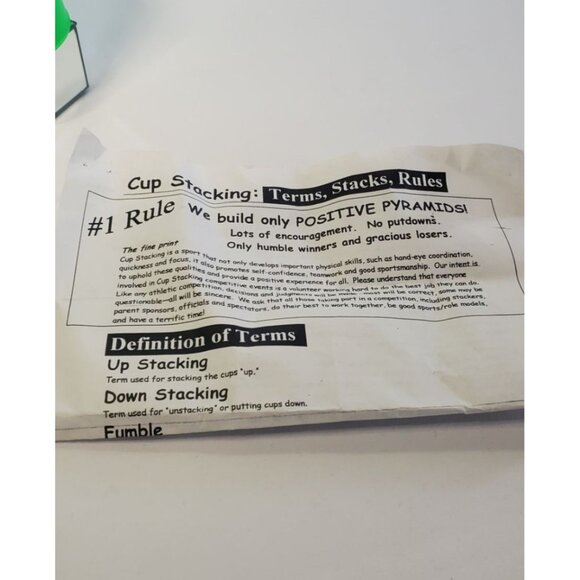 Cup Stacking: Terms, Stacks, Rules
#1 Rule We build only POSITIVE PYRAMIDS!
Lots of encouragement. No putdowns.
Only humble winners and gracious losers.
The fine print
Cup Stacking is a sport that not only develops important physical skills, such as hand-eye coordination,
quickness and focus, it also promotes self-confidence, teamwork and good sportsmanship. Our intent is
to uphold these qualities and provide a positive experience for all. Please understand that everyone
involved in Cup Stacking competitive events is a volunteer working hard to do the best job they can do.
Like any athletic competition, decisions and judgments will be made. most will be correct, some may be
questionable—all will be sincere. We ask that all those taking part in a competition, including stackers,
parent sponsors, officials and spectators, do their best to work together, be good sports/role models,
and have a terrific time!
Definition of Terms
Up Stacking
Term used for stacking the cups "up."
Down Stacking
Term used for "unstacking" or putting cups down.
Fumble